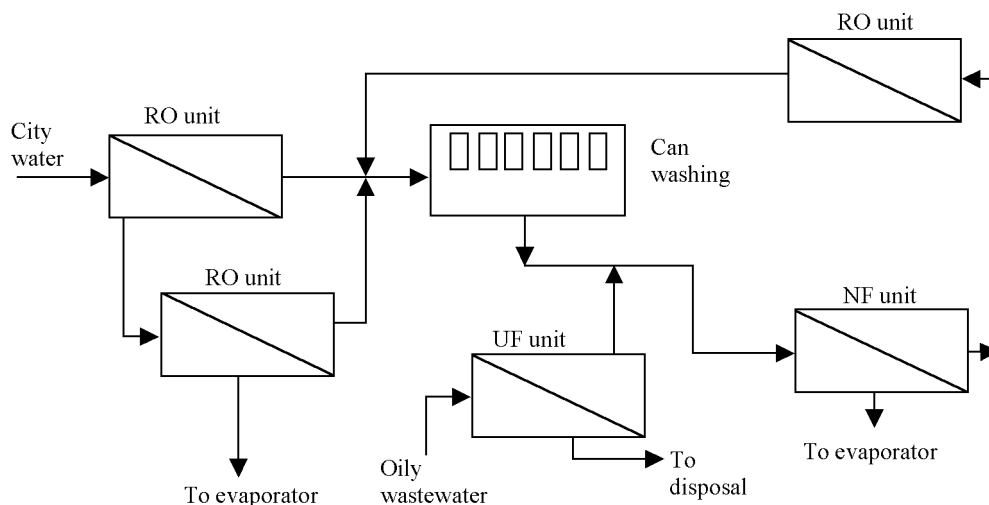 RO unit
RO unit
City
water
Can
washing
RO unit
NF unit
UF unit
To evaporator
Oily
wastewater
To
disposal
To evaporator